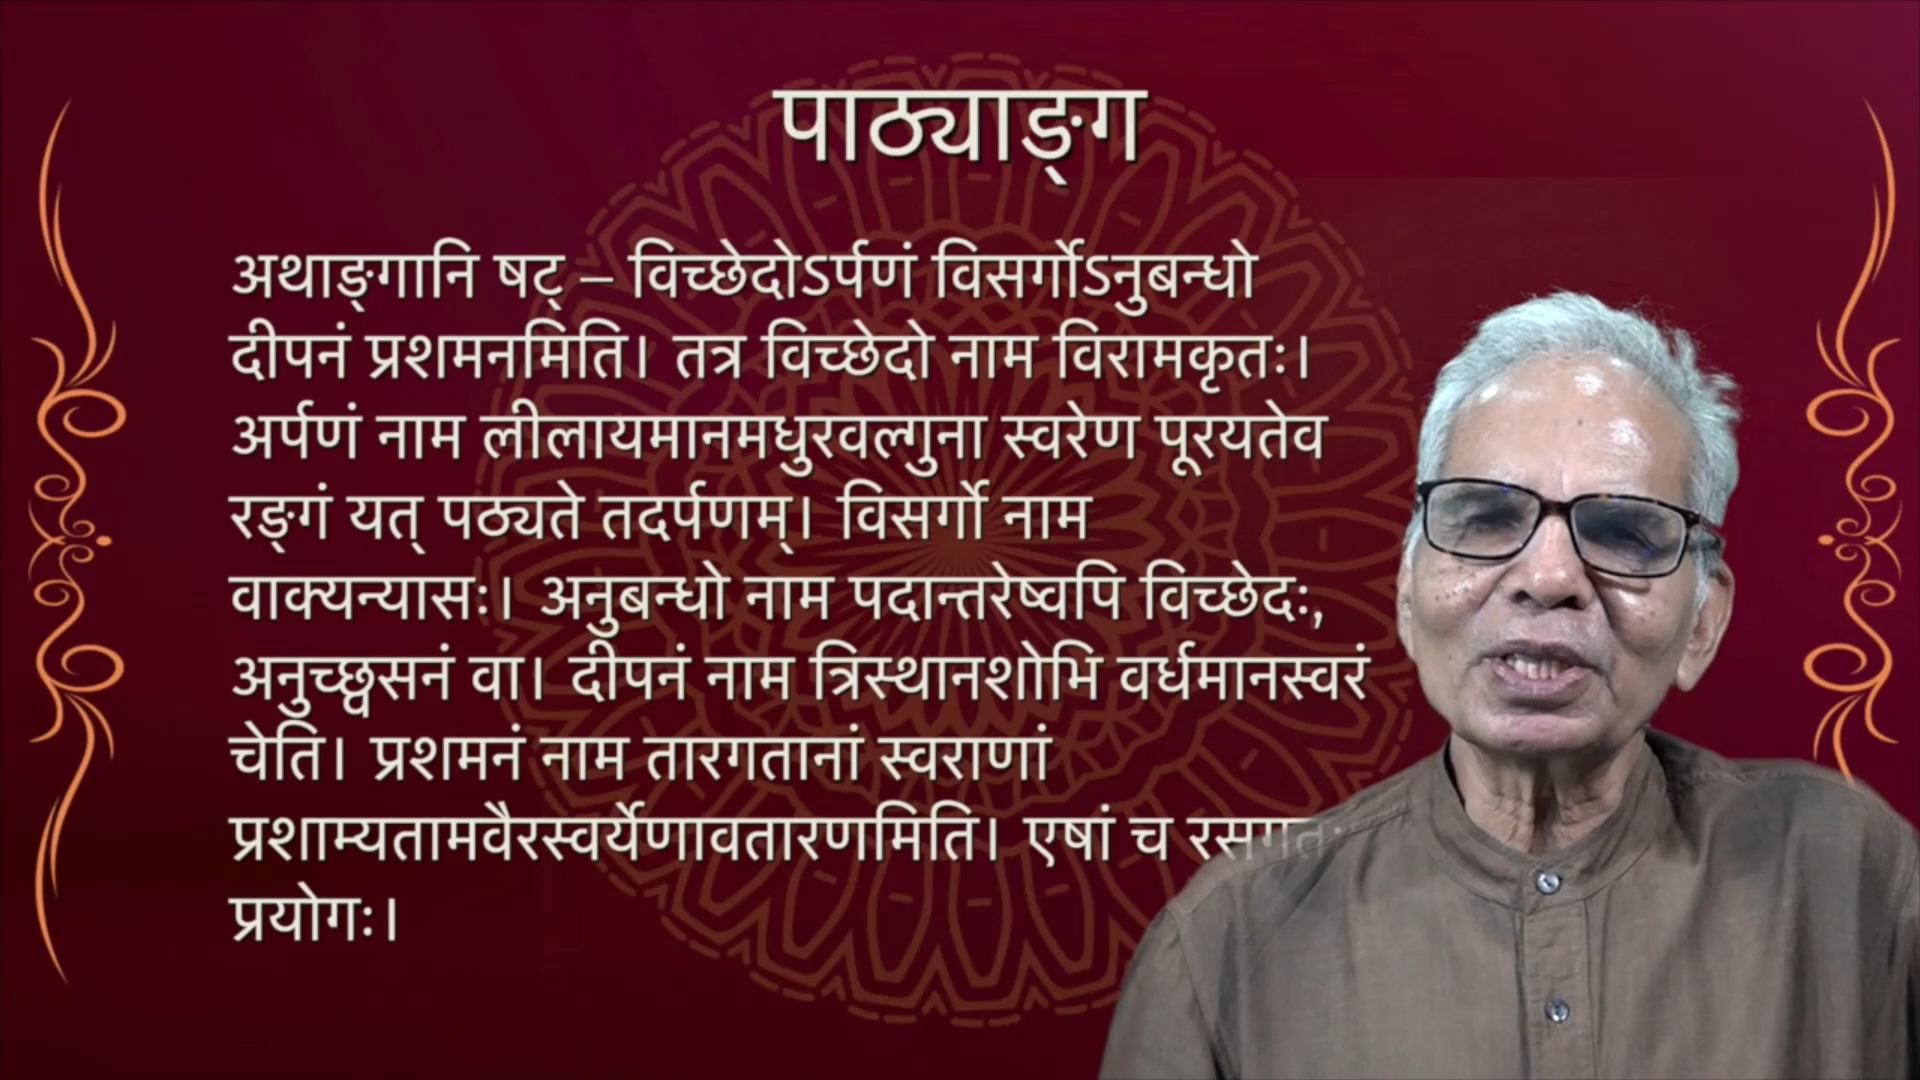 पाठ्याङ्ग
अथाङ्गानि षट् – विच्छेदोऽर्पणं विसर्गोऽनुबन्धो
दीपनं प्रशमनमिति। तत्र विच्छेदो नाम विरामकृतः।
अर्पणं नाम लीलायमानमधुरवल्गुना स्वरेण पूरयतेव
रङ्गं यत् पठ्यते तदर्पणम्। विसर्गो नाम
वाक्यन्यासः। अनुबन्धो नाम पदान्तरेष्वपि विच्छेदः,
अनुच्छ्वसनं वा। दीपनं नाम त्रिस्थानशोभि वर्धमानस्वरं
चेति। प्रशमनं नाम तारगतानां स्वराणां
प्रशाम्यतामवैरस्वर्येणावतारणमिति। एषां च रसगतः
प्रयोगः।